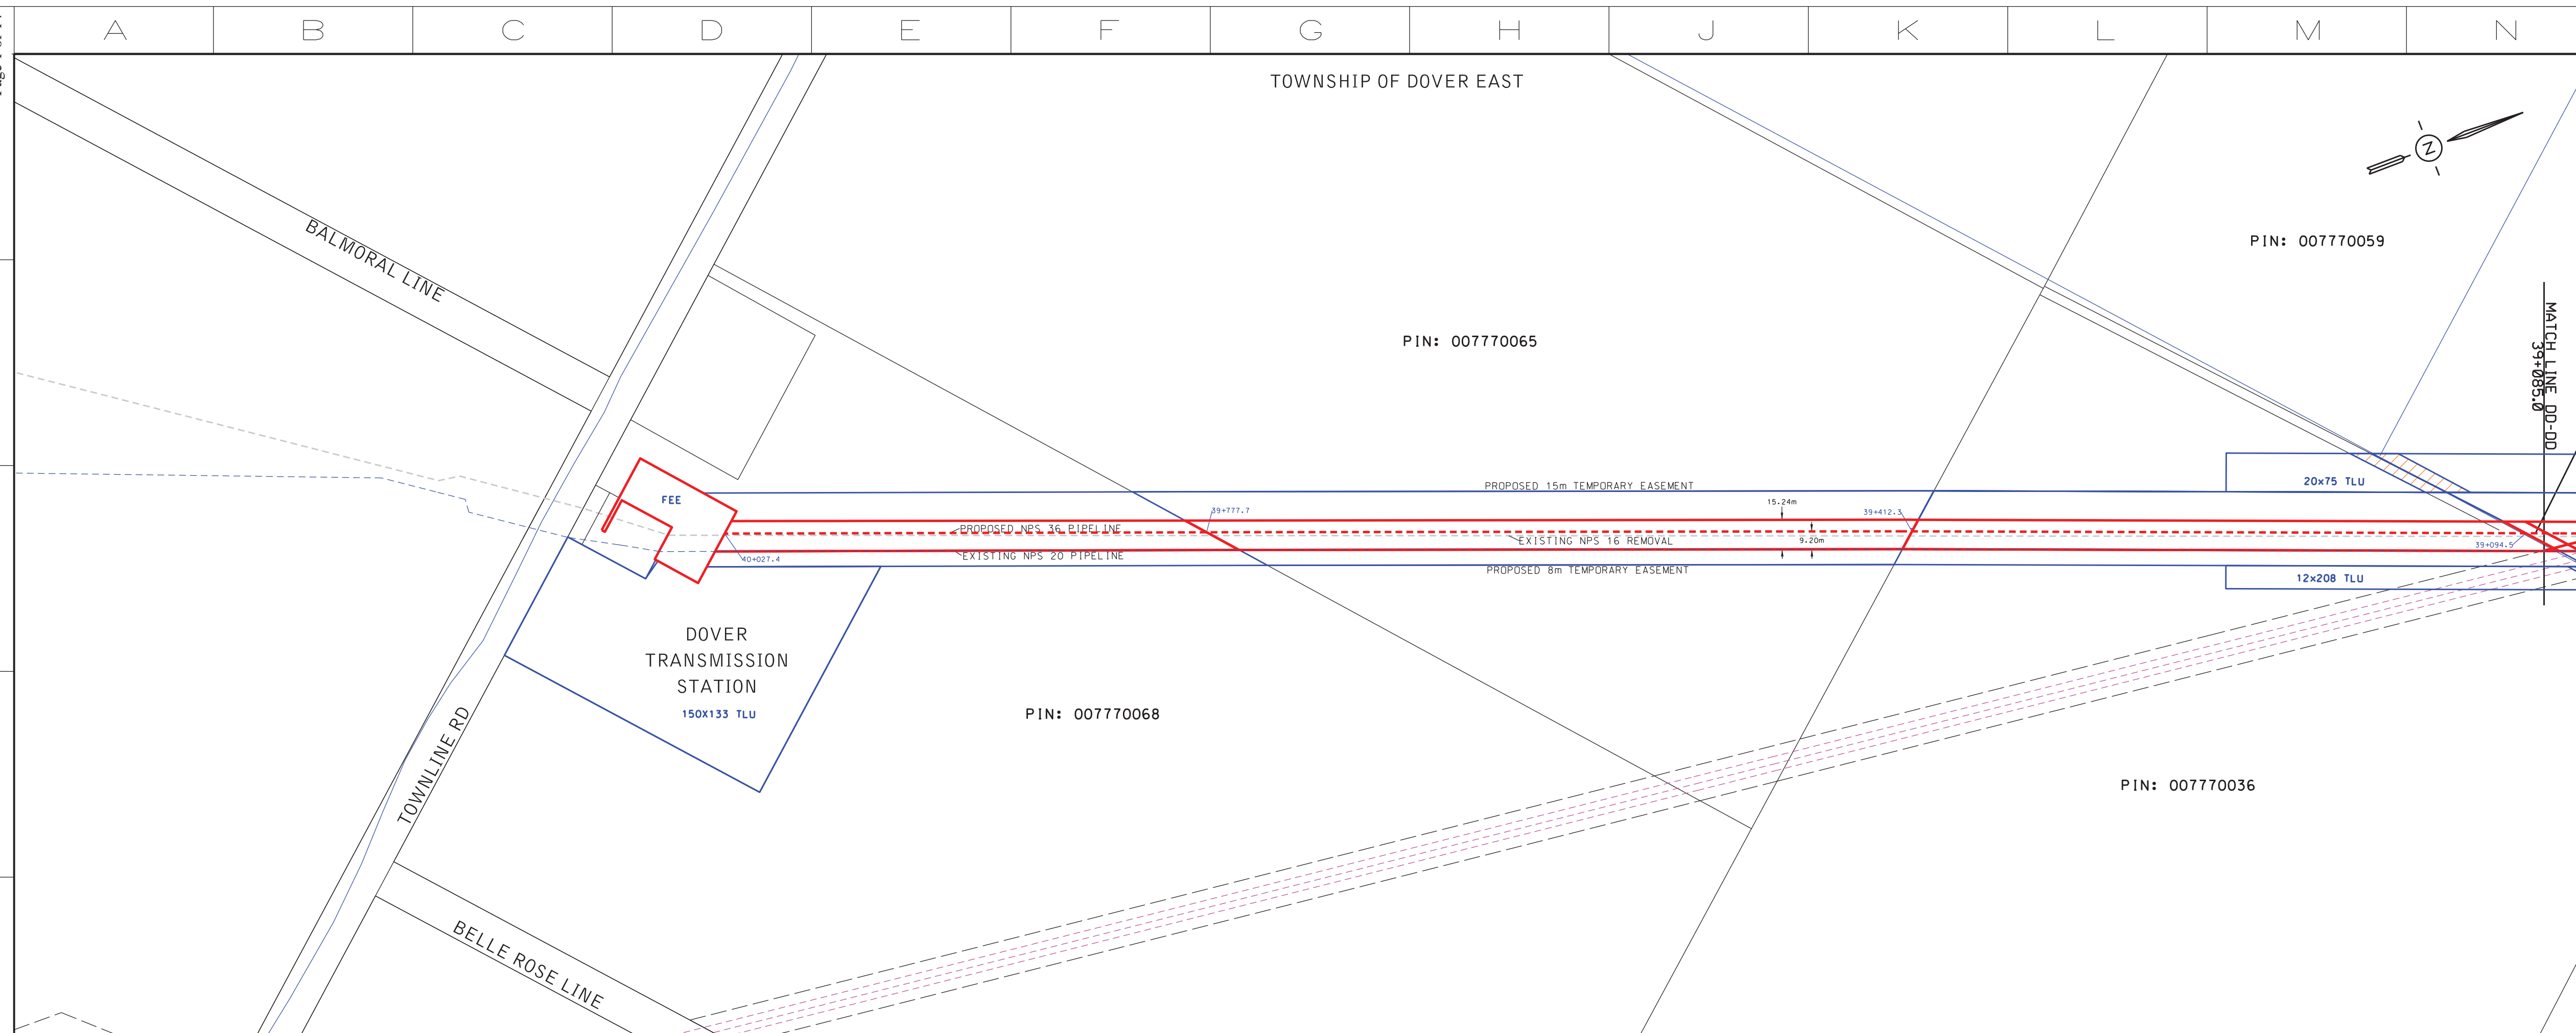 A B C D E F G H J K L M N
TOWNSHIP OF DOVER EAST
BALMORAL LINE
N
PIN: 007770059
PIN: 007770065
MATCH LINE DD-DD
39+085.0
FEE
PROPOSED 15m TEMPORARY EASEMENT
20x75 TLU
15.24m
39+777.7
39+412.3
PROPOSED NPS 36 PIPELINE
EXISTING NPS 16 REMOVAL
9.20m
39+094.5
EXISTING NPS 20 PIPELINE
40+027.4
PROPOSED 8m TEMPORARY EASEMENT
12x208 TLU
DOVER
TRANSMISSION
STATION
150X133 TLU
PIN: 007770068
TOWNLINE RD
PIN: 007770036
BELLE ROSE LINE